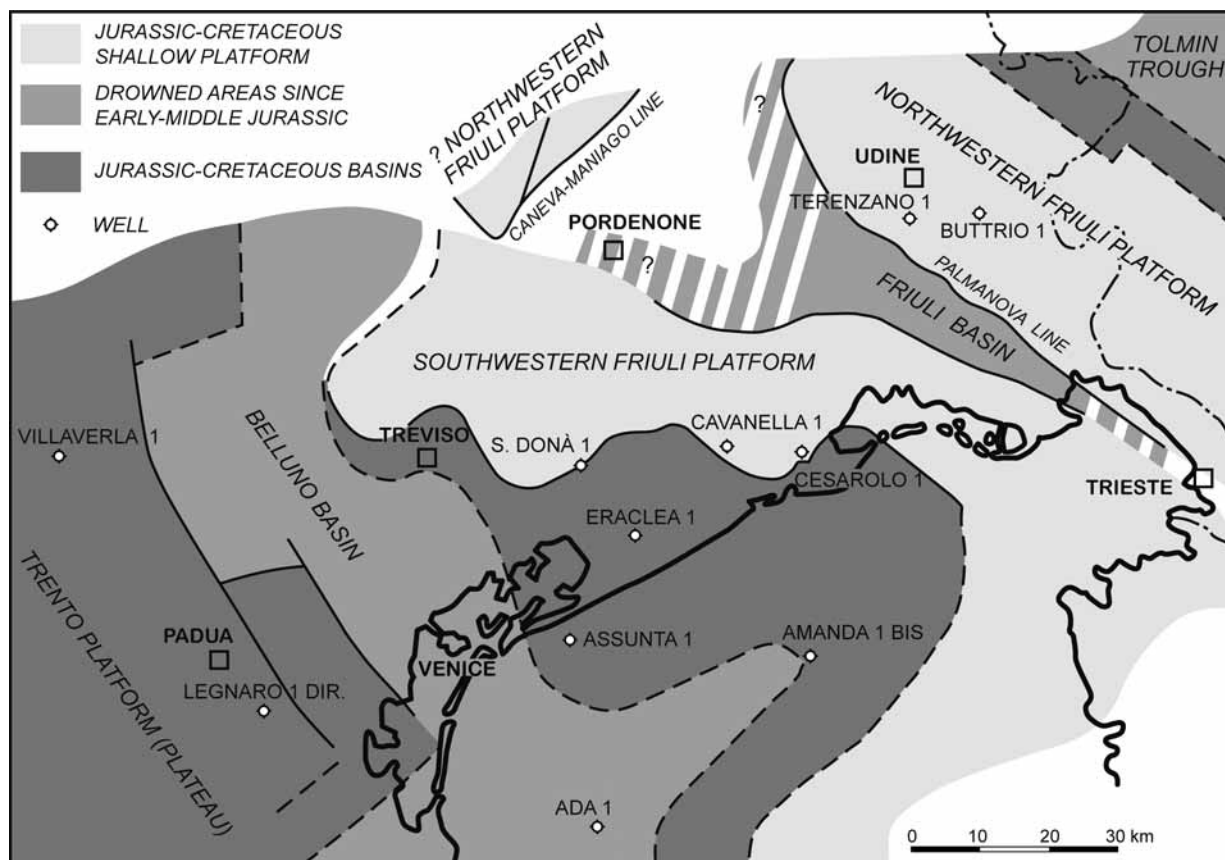 JURASSIC-CRETACEOUS
SHALLOW PLATFORM
DROWNED AREAS SINCE
EARLY-MIDDLE JURASSIC
JURASSIC-CRETACEOUS BASINS
WELL
? NORTHWESTERN
FRIULI PLATFORM
CANEVA-MANIAGO LINE
TOLMIN
TROUGH
?
NORTHWESTERN FRIULI PLATFORM
UDINE
TERENZANO 1
BUTTRIO 1
PORDENONE
?
PALMANOVA LINE
FRIULI BASIN
SOUTHWESTERN FRIULI PLATFORM
BELLUNO BASIN
VILLAVERLA 1
TREVISO
S. DONÀ 1
CAVANELLA 1
CESAROLO 1
TRIESTE
ERACLEA 1
TRENTO PLATFORM (PLATEAU)
PADUA
LEGNARO 1 DIR.
VENICE
ASSUNTA 1
AMANDA 1 BIS
ADA 1
0 10 20 30 km